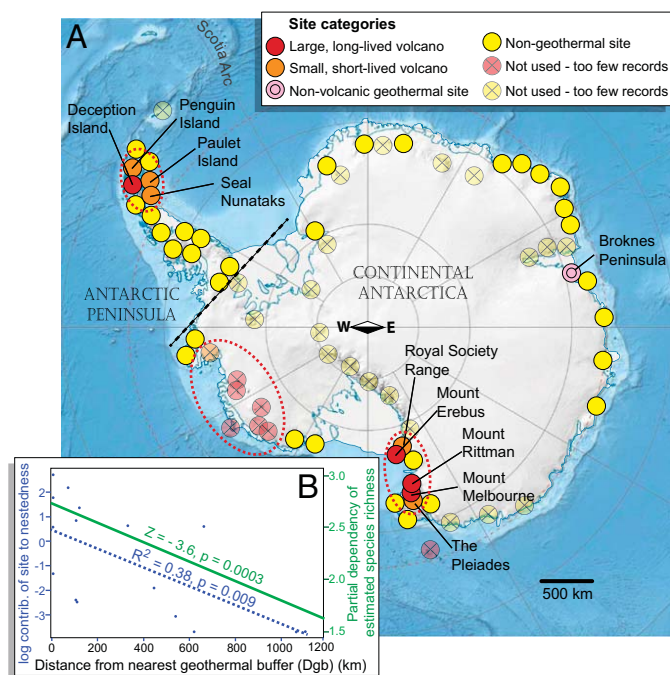 A
Site categories
Large, long-lived volcano
Small, short-lived volcano
Non-volcanic geothermal site
Non-geothermal site
Not used - too few records
Not used - too few records
Scotia Arc
Deception
Island
Penguin
Island
Paulet
Island
Seal
Nunataks
Broknes
Peninsula
CONTINENTAL
ANTARCTICA
ANTARCTIC
PENINSULA
W E
Royal Society
Range
Mount
Erebus
Mount
Rittman
Mount
Melbourne
The
Pleiades
500 km
B
log contrib. of site to nestedness
2
1
0
-1
-2
-3
Z = -3.6, p = 0.0003
R² = 0.38, p = 0.009
3.0
2.5
2.0
1.5
Partial dependency of
estimated species richness
0 200 400 600 800 1000 1200
Distance from nearest geothermal buffer (Dgb) (km)